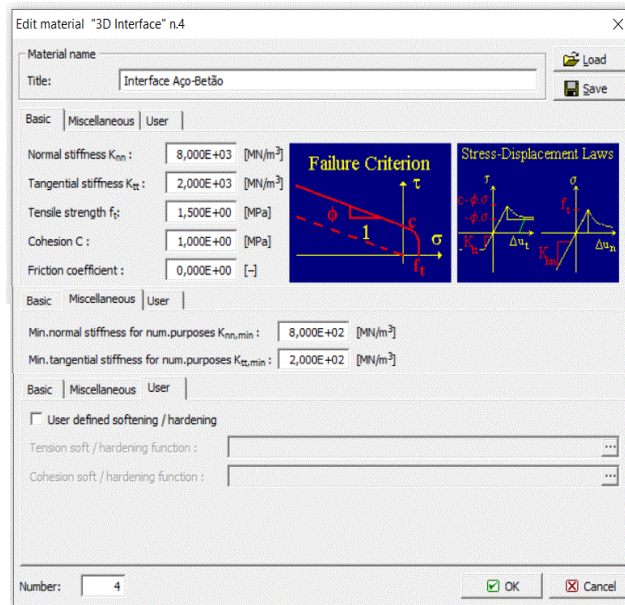 Edit material "3D Interface" n.4
Material name
Title: Interface Aço-Betão
Load
Save
Basic Miscellaneous User
Normal stiffness Knn : 8,000E+03 [MN/m³]
Tangential stiffness Ktt : 2,000E+03 [MN/m³]
Tensile strength ft : 1,500E+00 [MPa]
Cohesion C : 1,000E+00 [MPa]
Friction coefficient : 0,000E+00 [–]
Failure Criterion
τ
ϕ
1
c
σ
ft
Stress-Displacement Laws
τ σ
c-ϕ.σ
-ϕ.σ
ft
Ktt Δut
Knn Δun
Basic Miscellaneous User
Min.normal stiffness for num.purposes Knn,min : 8,000E+02 [MN/m³]
Min.tangential stiffness for num.purposes Ktt,min : 2,000E+02 [MN/m³]
Basic Miscellaneous User
User defined softening / hardening
Tension soft / hardening function : ...
Cohesion soft / hardening function : ...
Number: 4
OK Cancel